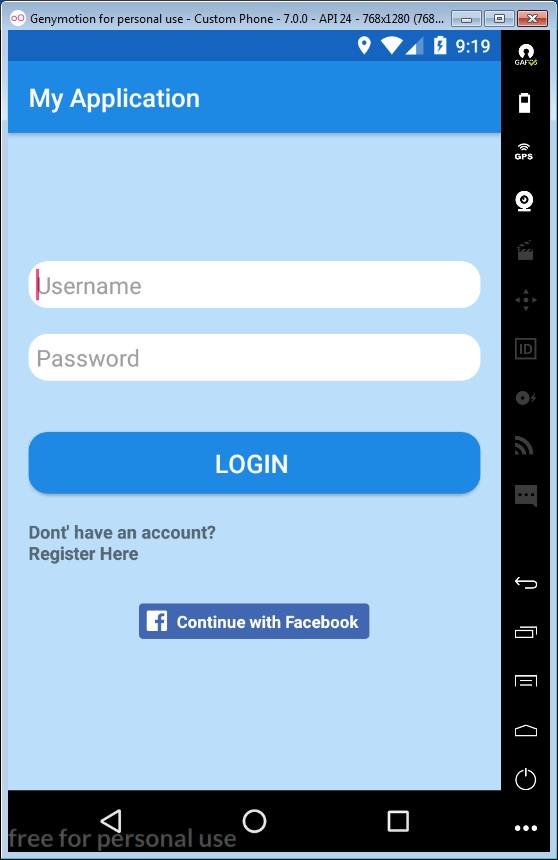 Genymotion for personal use - Custom Phone - 7.0.0 - API 24 - 768x1280 (768...
9:19
My Application
Username
Password
LOGIN
Dont' have an account?
Register Here
Continue with Facebook
free for personal use
GAPPS
GPS
ID